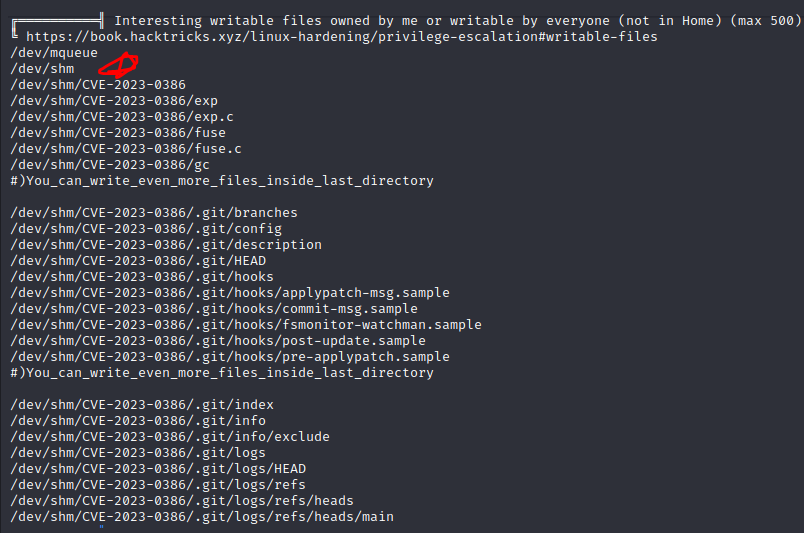 Interesting writable files owned by me or writable by everyone (not in Home) (max 500)
https://book.hacktricks.xyz/linux-hardening/privilege-escalation#writable-files
/dev/mqueue
/dev/shm
/dev/shm/CVE-2023-0386
/dev/shm/CVE-2023-0386/exp
/dev/shm/CVE-2023-0386/exp.c
/dev/shm/CVE-2023-0386/fuse
/dev/shm/CVE-2023-0386/fuse.c
/dev/shm/CVE-2023-0386/gc
#)You_can_write_even_more_files_inside_last_directory

/dev/shm/CVE-2023-0386/.git/branches
/dev/shm/CVE-2023-0386/.git/config
/dev/shm/CVE-2023-0386/.git/description
/dev/shm/CVE-2023-0386/.git/HEAD
/dev/shm/CVE-2023-0386/.git/hooks
/dev/shm/CVE-2023-0386/.git/hooks/applypatch-msg.sample
/dev/shm/CVE-2023-0386/.git/hooks/commit-msg.sample
/dev/shm/CVE-2023-0386/.git/hooks/fsmonitor-watchman.sample
/dev/shm/CVE-2023-0386/.git/hooks/post-update.sample
/dev/shm/CVE-2023-0386/.git/hooks/pre-applypatch.sample
#)You_can_write_even_more_files_inside_last_directory

/dev/shm/CVE-2023-0386/.git/index
/dev/shm/CVE-2023-0386/.git/info
/dev/shm/CVE-2023-0386/.git/info/exclude
/dev/shm/CVE-2023-0386/.git/logs
/dev/shm/CVE-2023-0386/.git/logs/HEAD
/dev/shm/CVE-2023-0386/.git/logs/refs
/dev/shm/CVE-2023-0386/.git/logs/refs/heads
/dev/shm/CVE-2023-0386/.git/logs/refs/heads/main